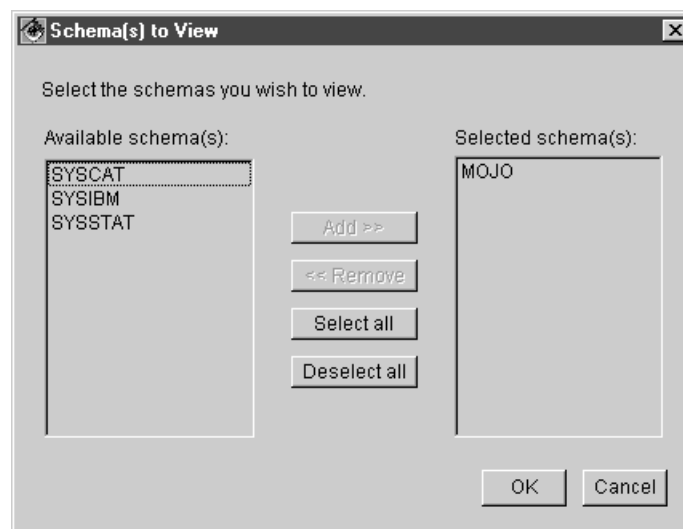 Schema(s) to View
Select the schemas you wish to view.
Available schema(s):
SYSCAT
SYSIBM
SYSSTAT
Add >>
<< Remove
Select all
Deselect all
Selected schema(s):
MOJO
OK
Cancel